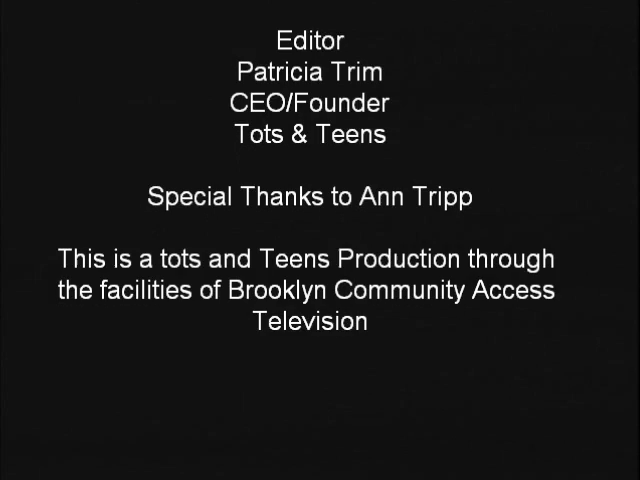 Editor
Patricia Trim
CEO/Founder
Tots & Teens
Special Thanks to Ann Tripp
This is a tots and Teens Production through
the facilities of Brooklyn Community Access
Television